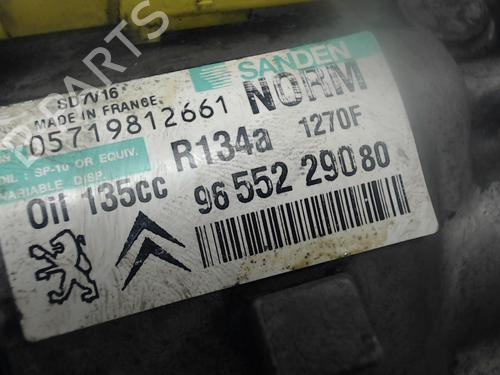 SANDEN
SD7V16
NORM
MADE IN FRANCE
05719812661
R134a 1270F
OIL : SP-10 OR EQUIV.
VARIABLE DISP.
Oil 135cc
96 552 290 80
PARTS